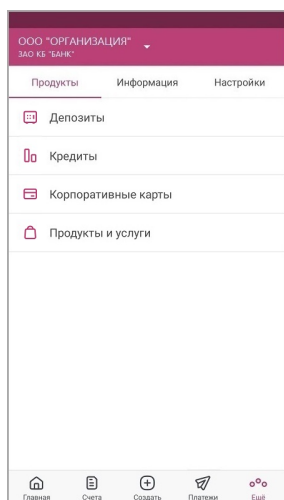 ООО "ОРГАНИЗАЦИЯ"
ЗАО КБ "БАНК"
Продукты Информация Настройки
Депозиты
Кредиты
Корпоративные карты
Продукты и услуги
Главная Счета Создать Платежи Ещё